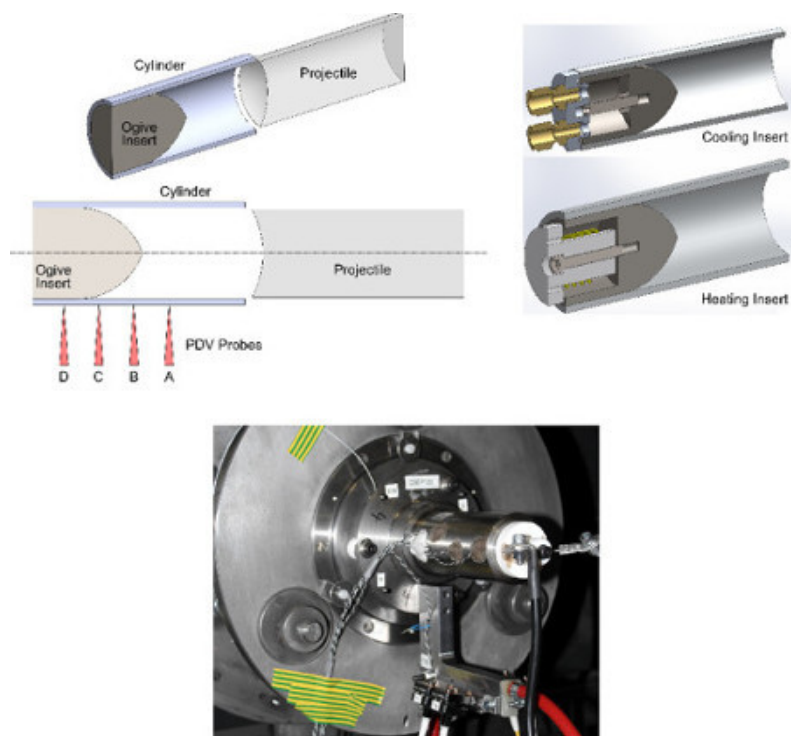 Cylinder
Projectile
Ogive
Insert
Cooling Insert
Cylinder
Ogive
Insert
Projectile
Heating Insert
PDV Probes
D C B A